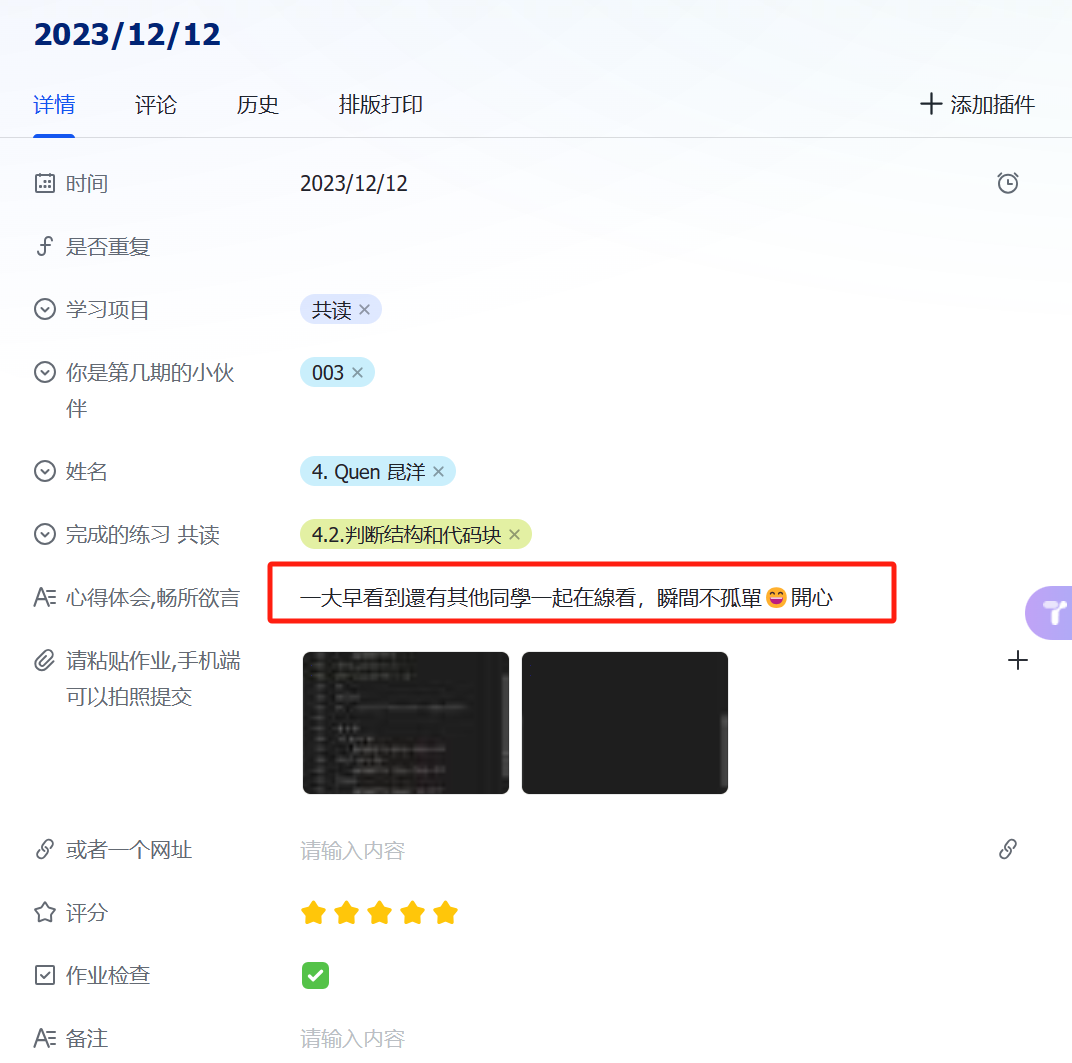 2023/12/12
详情 评论 历史 排版打印 添加插件
时间 2023/12/12
是否重复
学习项目 共读 ×
你是第几期的小伙 003 ×
伴
姓名 4. Quen 昆洋 ×
完成的练习 共读 4.2.判断结构和代码块 ×
心得体会,畅所欲言 一大早看到還有其他同學一起在線看，瞬間不孤單😄開心
请粘贴作业,手机端
可以拍照提交
或者一个网址 请输入内容
评分
作业检查
备注 请输入内容